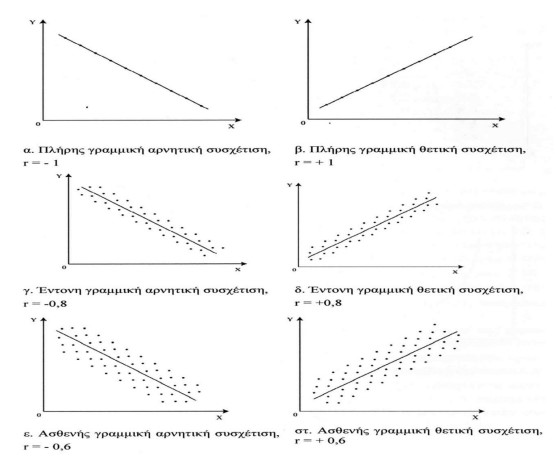 Y
Y
0
X
0
X
α. Πλήρης γραμμική αρνητική συσχέτιση,
r = - 1
β. Πλήρης γραμμική θετική συσχέτιση,
r = + 1
Y
Y
0
X
0
X
γ. Έντονη γραμμική αρνητική συσχέτιση,
r = -0,8
δ. Έντονη γραμμική θετική συσχέτιση,
r = +0,8
Y
Y
0
X
0
X
ε. Ασθενής γραμμική αρνητική συσχέτιση,
r = - 0,6
στ. Ασθενής γραμμική θετική συσχέτιση,
r = + 0,6